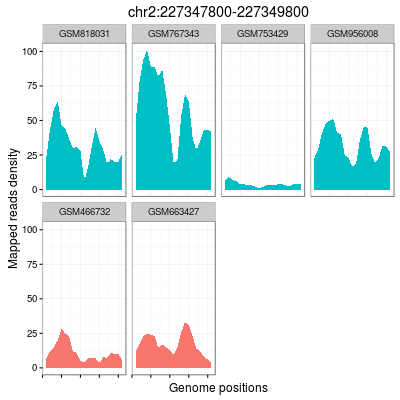 chr2:227347800-227349800
GSM818031 GSM767343 GSM753429 GSM956008
100
75
50
25
0
GSM466732 GSM663427
100
75
50
25
0
Mapped reads density
Genome positions